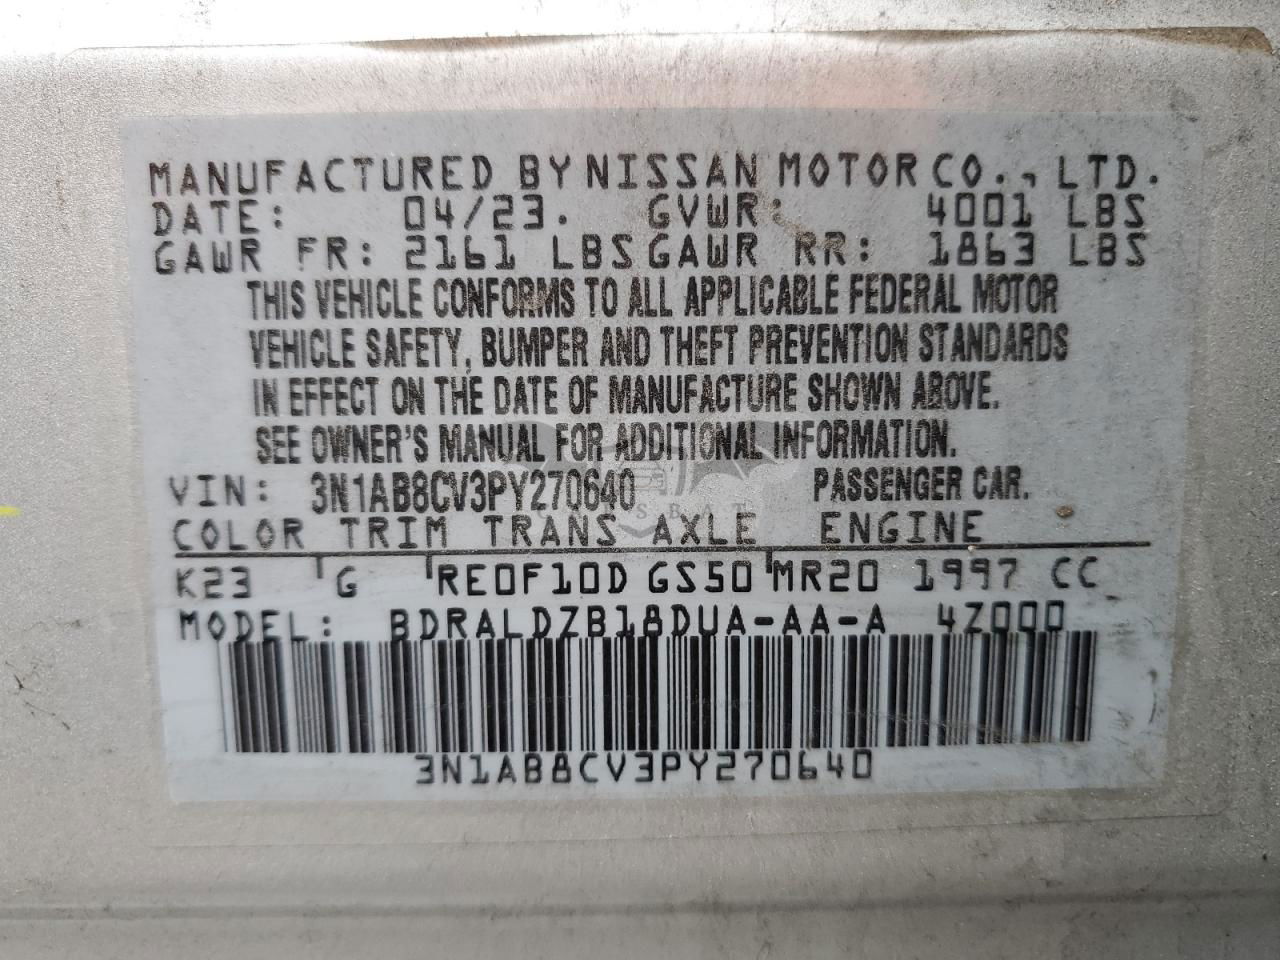 MANUFACTURED BY NISSAN MOTOR CO., LTD.
DATE: 04/23. GVWR: 4001 LBS
GAWR FR: 2161 LBS GAWR RR: 1863 LBS
THIS VEHICLE CONFORMS TO ALL APPLICABLE FEDERAL MOTOR
VEHICLE SAFETY, BUMPER AND THEFT PREVENTION STANDARDS
IN EFFECT ON THE DATE OF MANUFACTURE SHOWN ABOVE.
SEE OWNER'S MANUAL FOR ADDITIONAL INFORMATION.
VIN: 3N1AB8CV3PY270640 PASSENGER CAR.
COLOR TRIM TRANS AXLE ENGINE
K23 G RE0F10D GS50 MR20 1997 CC
MODEL: BDRALDZB18DUA-AA-A 4Z000
3N1AB8CV3PY270640